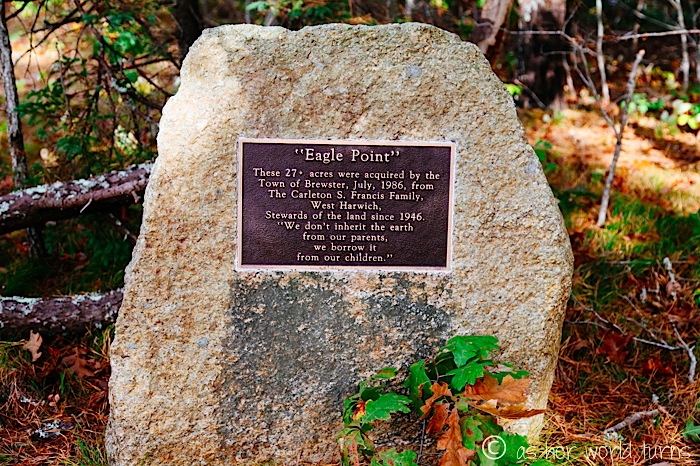 "Eagle Point"
These 27+ acres were acquired by the
Town of Brewster, July, 1986, from
The Carleton S. Francis Family,
West Harwich,
Stewards of the land since 1946.
"We don't inherit the earth
from our parents,
we borrow it
from our children."
© as her world turns